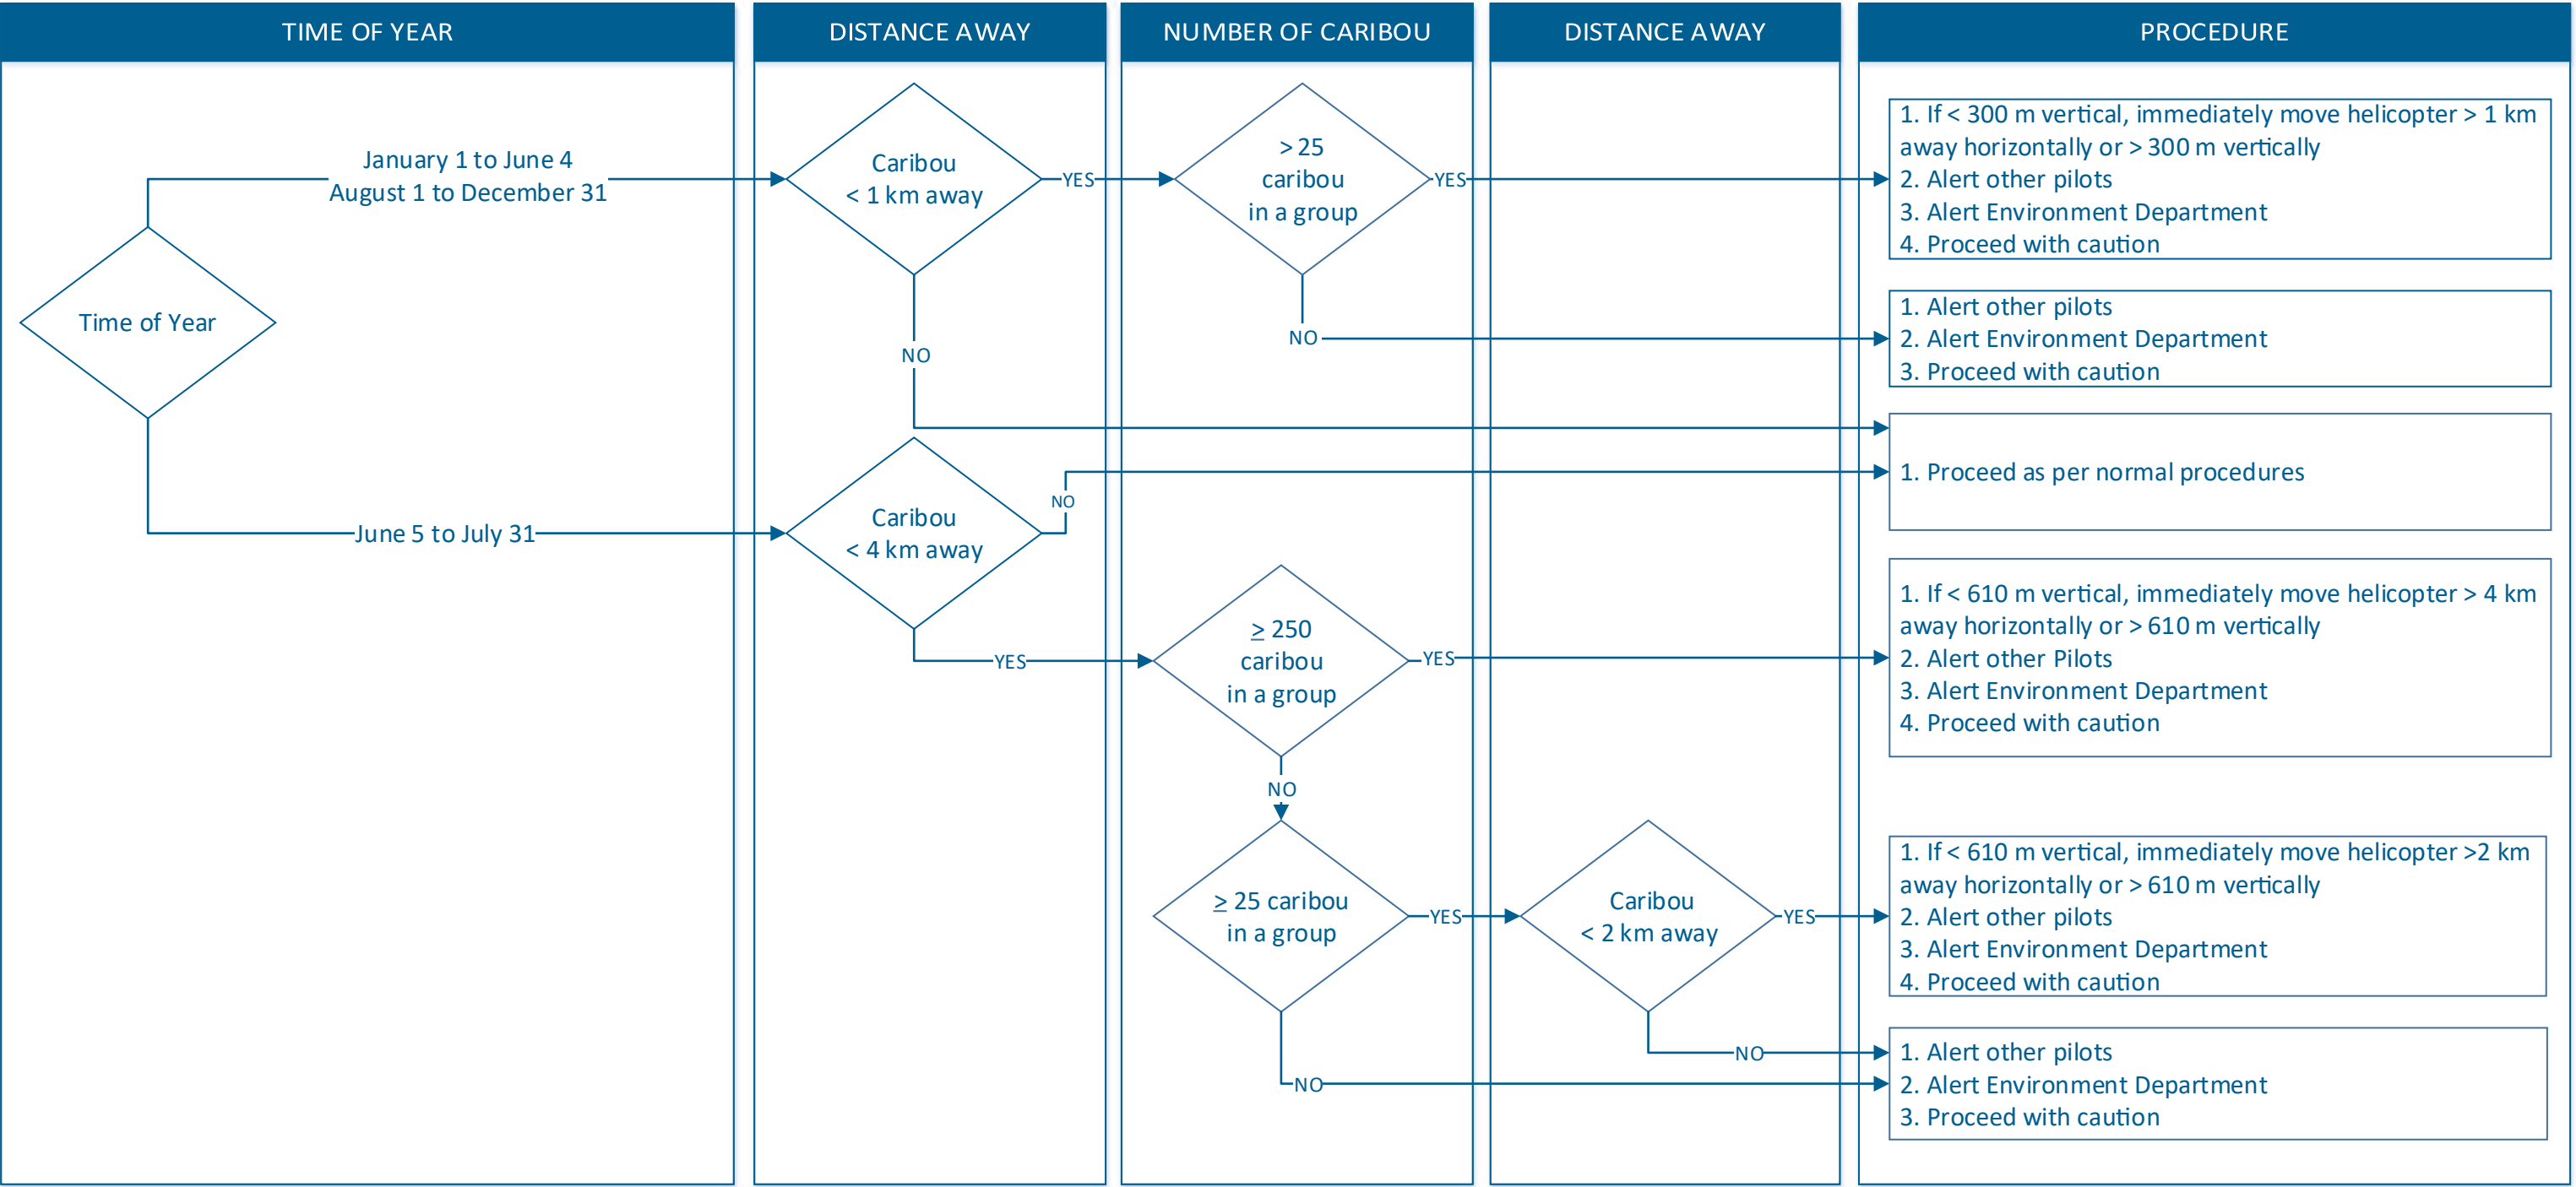 TIME OF YEAR
DISTANCE AWAY
NUMBER OF CARIBOU
DISTANCE AWAY
PROCEDURE
Time of Year
January 1 to June 4
August 1 to December 31
June 5 to July 31
Caribou
< 1 km away
YES
NO
> 25
caribou
in a group
YES
NO
1. If < 300 m vertical, immediately move helicopter > 1 km
away horizontally or > 300 m vertically
2. Alert other pilots
3. Alert Environment Department
4. Proceed with caution
1. Alert other pilots
2. Alert Environment Department
3. Proceed with caution
Caribou
< 4 km away
NO
YES
1. Proceed as per normal procedures
≥ 250
caribou
in a group
YES
NO
1. If < 610 m vertical, immediately move helicopter > 4 km
away horizontally or > 610 m vertically
2. Alert other Pilots
3. Alert Environment Department
4. Proceed with caution
≥ 25 caribou
in a group
YES
NO
Caribou
< 2 km away
YES
NO
1. If < 610 m vertical, immediately move helicopter >2 km
away horizontally or > 610 m vertically
2. Alert other pilots
3. Alert Environment Department
4. Proceed with caution
1. Alert other pilots
2. Alert Environment Department
3. Proceed with caution